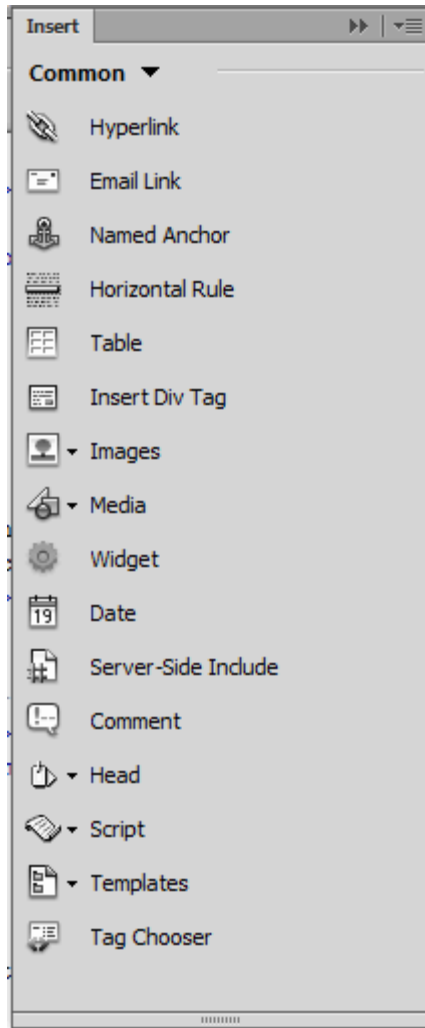 Insert
Common
Hyperlink
Email Link
Named Anchor
Horizontal Rule
Table
Insert Div Tag
Images
Media
Widget
19 Date
Server-Side Include
Comment
Head
Script
Templates
Tag Chooser